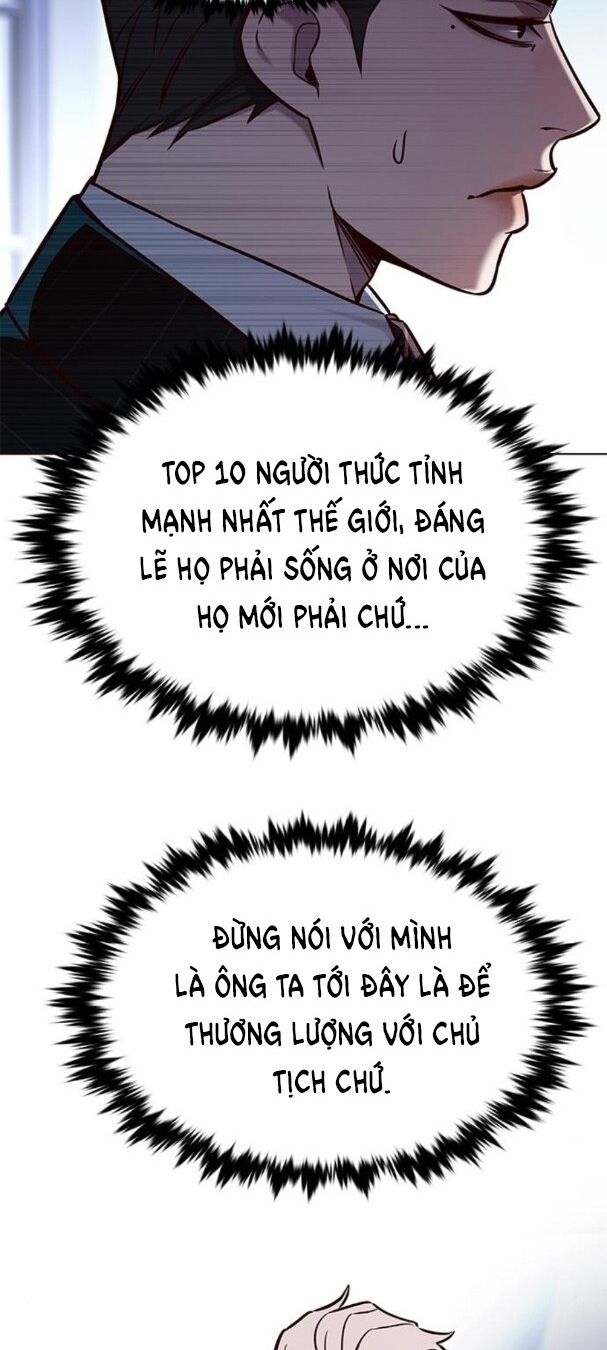 TOP 10 NGƯỜI THỨC TỈNH
MẠNH NHẤT THẾ GIỚI, ĐÁNG
LẼ HỌ PHẢI SỐNG Ở NƠI CỦA
HỌ MỚI PHẢI CHỨ...
ĐỪNG NÓI VỚI MÌNH
LÀ ÔNG TA TỚI ĐÂY LÀ ĐỂ
THƯƠNG LƯỢNG VỚI CHỦ
TỊCH CHỨ.